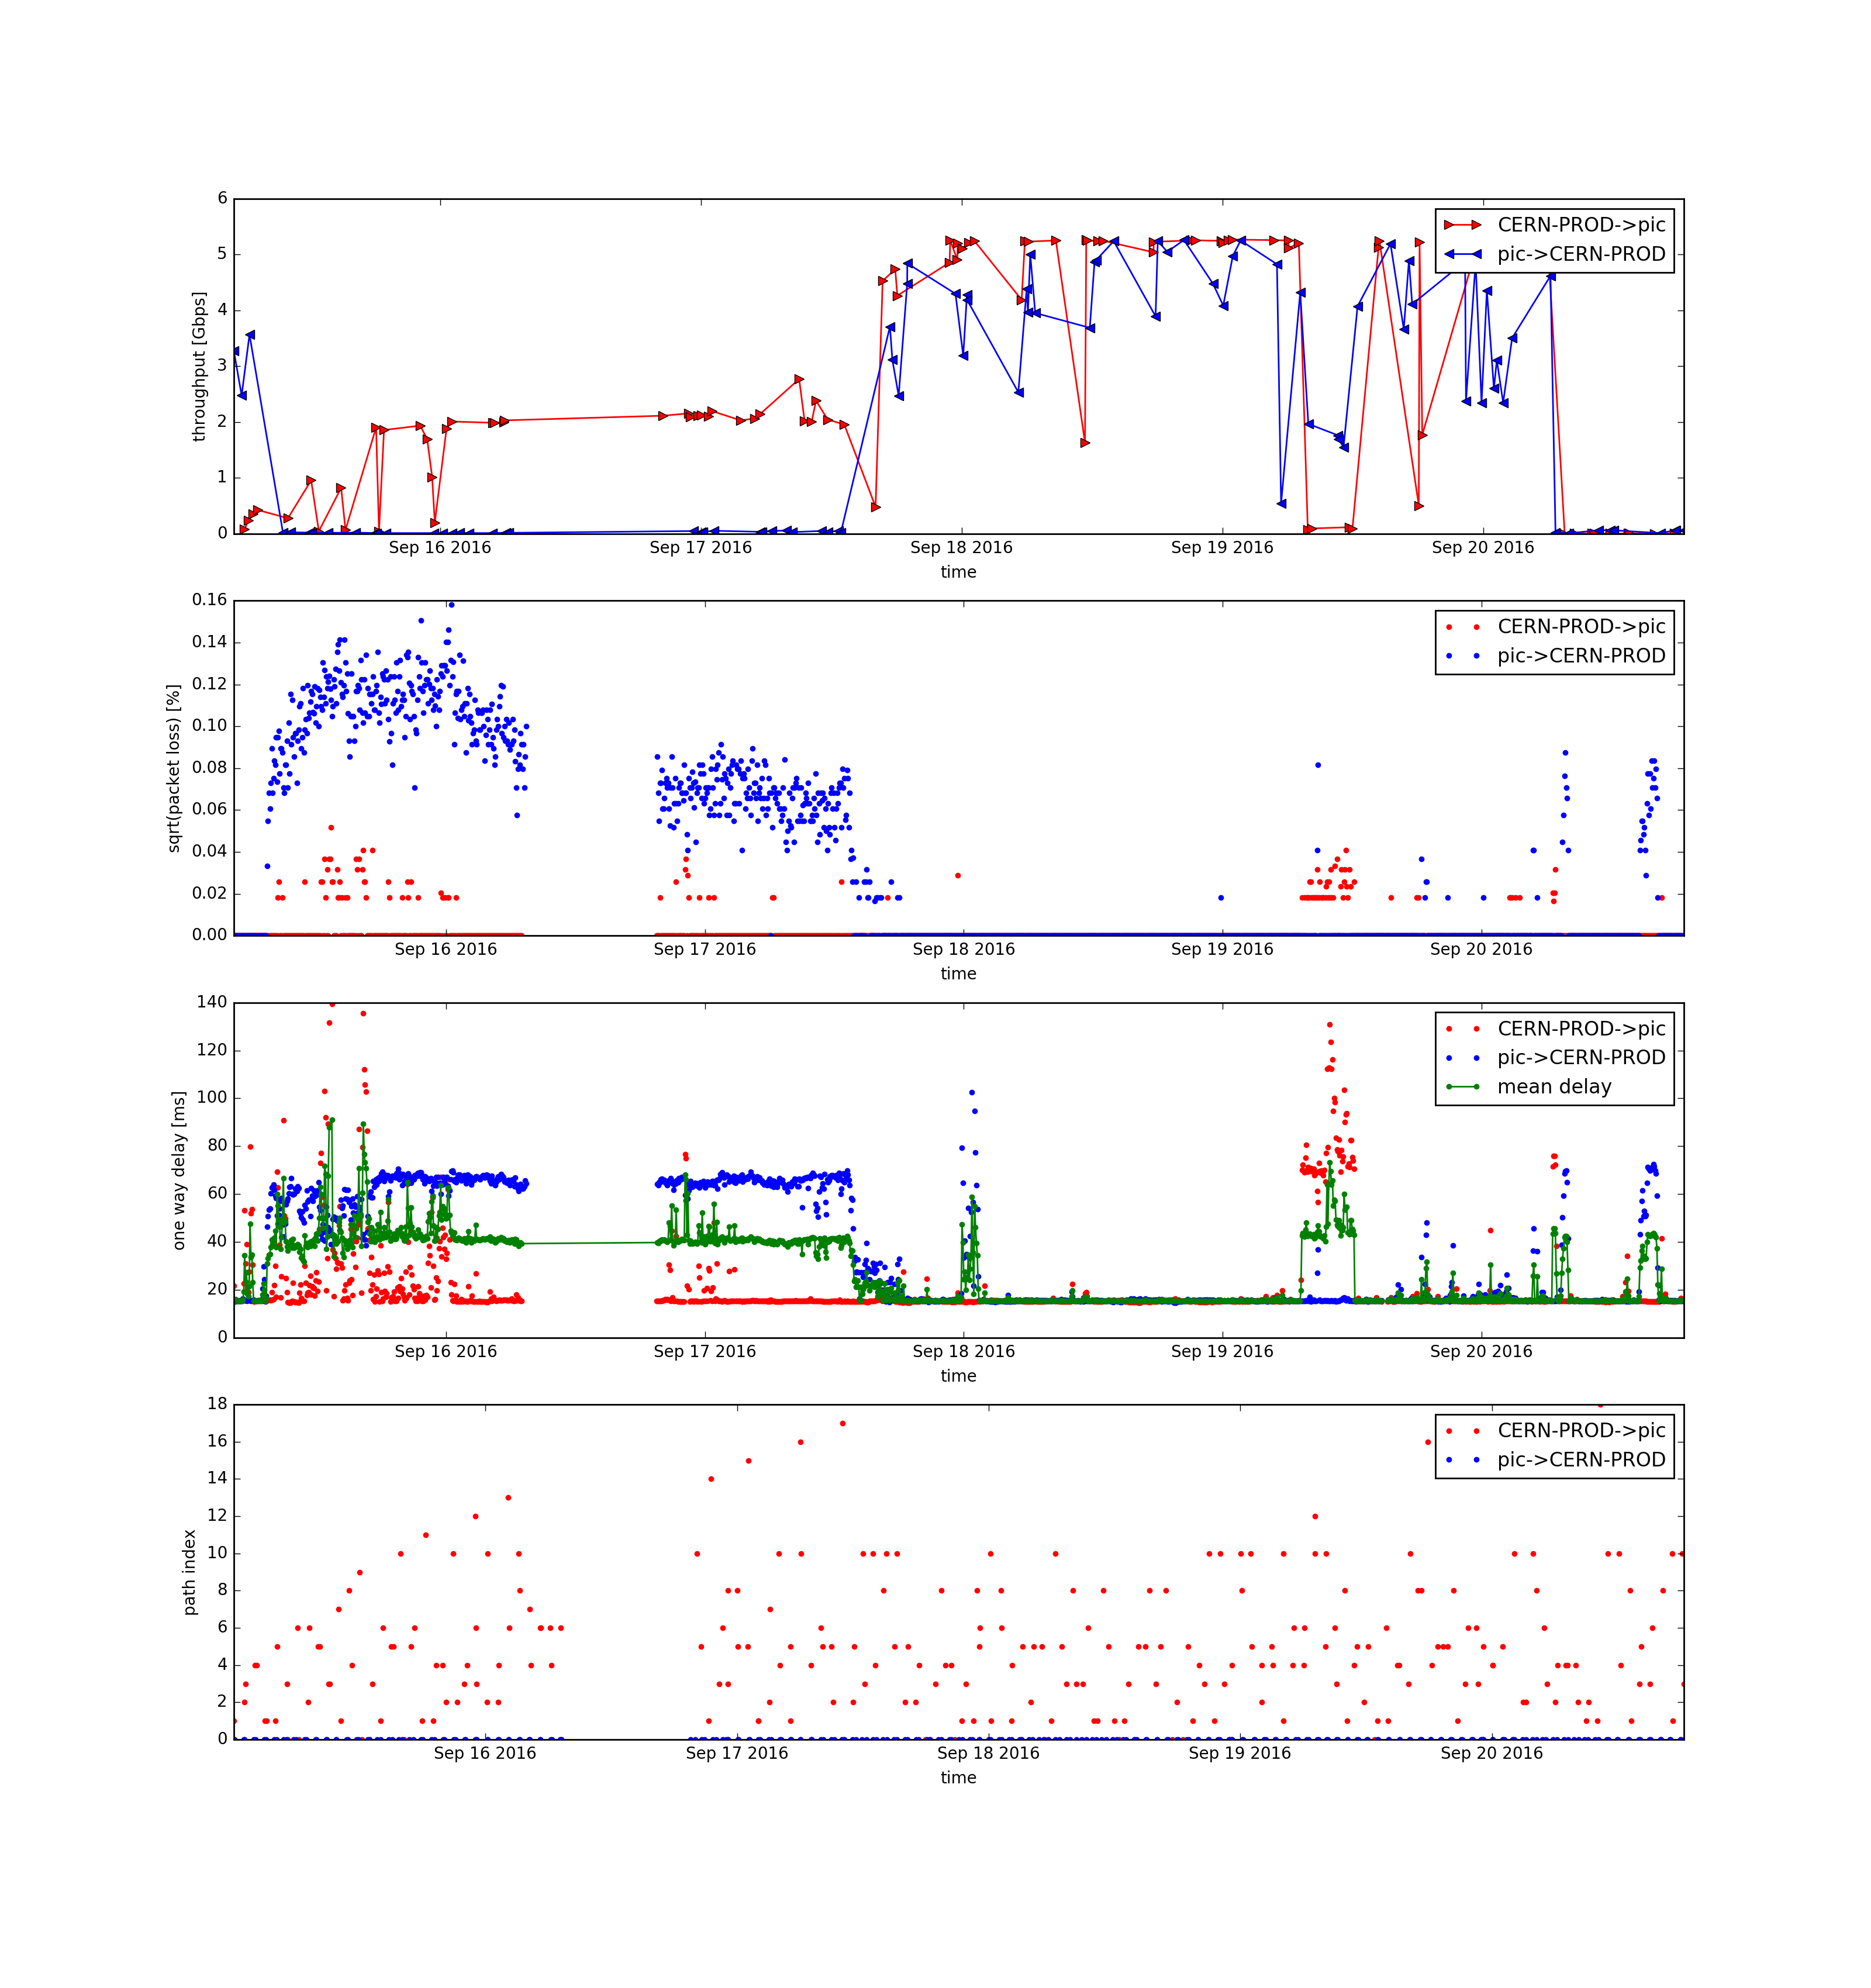 6
5
4
3
2
1
0
throughput [Gbps]
CERN-PROD->pic
pic->CERN-PROD
Sep 16 2016 Sep 17 2016 Sep 18 2016 Sep 19 2016 Sep 20 2016
time
0.16
0.14
0.12
0.10
0.08
0.06
0.04
0.02
0.00
sqrt(packet loss) [%]
CERN-PROD->pic
pic->CERN-PROD
Sep 16 2016 Sep 17 2016 Sep 18 2016 Sep 19 2016 Sep 20 2016
time
140
120
100
80
60
40
20
0
one way delay [ms]
CERN-PROD->pic
pic->CERN-PROD
mean delay
Sep 16 2016 Sep 17 2016 Sep 18 2016 Sep 19 2016 Sep 20 2016
time
18
16
14
12
10
8
6
4
2
0
path index
CERN-PROD->pic
pic->CERN-PROD
Sep 16 2016 Sep 17 2016 Sep 18 2016 Sep 19 2016 Sep 20 2016
time